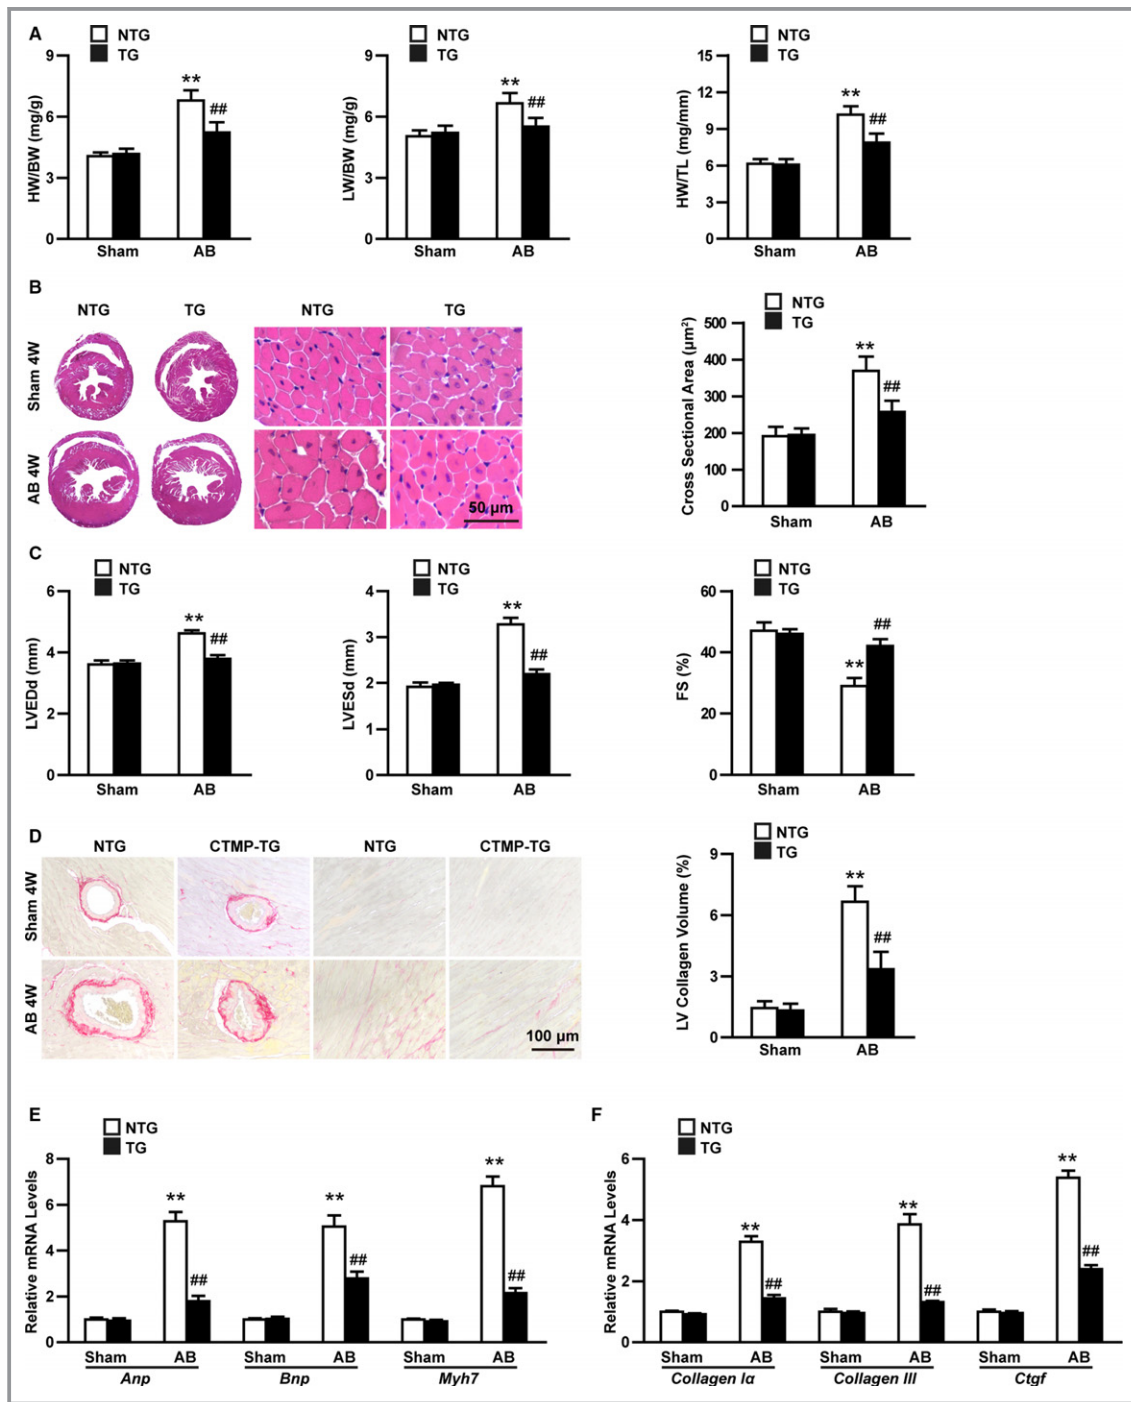 A
NTG
TG
HW/BW (mg/g)
9
6
3
0
**
##
Sham
AB
NTG
TG
LW/BW (mg/g)
9
6
3
0
**
##
Sham
AB
NTG
TG
HW/TL (mg/mm)
15
12
9
6
3
0
**
##
Sham
AB
B
NTG
TG
NTG
TG
Sham 4W
AB 4W
50 μm
NTG
TG
Cross Sectional Area (μm²)
500
400
300
200
100
0
**
##
Sham
AB
C
NTG
TG
LVEDd (mm)
6
4
2
0
**
##
Sham
AB
NTG
TG
LVESd (mm)
4
3
2
1
0
**
##
Sham
AB
NTG
TG
FS (%)
60
40
20
0
**
##
Sham
AB
D
NTG
CTMP-TG
NTG
CTMP-TG
Sham 4W
AB 4W
100 μm
NTG
TG
LV Collagen Volume (%)
9
6
3
0
**
##
Sham
AB
E
NTG
TG
Relative mRNA Levels
8
6
4
2
0
**
##
**
##
**
##
Sham AB Sham AB Sham AB
Anp Bnp Myh7
F
NTG
TG
Relative mRNA Levels
6
4
2
0
**
##
**
##
**
##
Sham AB Sham AB Sham AB
Collagen Iα Collagen III Ctgf